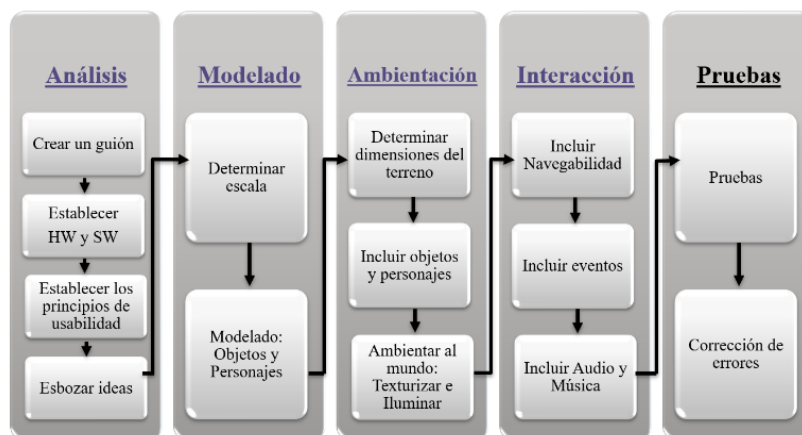 Análisis
Crear un guión
Establecer
HW y SW
Establecer los
principios de
usabilidad
Esbozar ideas
Modelado
Determinar
escala
Modelado:
Objetos y
Personajes
Ambientación
Determinar
dimensiones del
terreno
Incluir objetos
y personajes
Ambientar al
mundo:
Texturizar e
Iluminar
Interacción
Incluir
Navegabilidad
Incluir eventos
Incluir Audio y
Música
Pruebas
Pruebas
Corrección de
errores